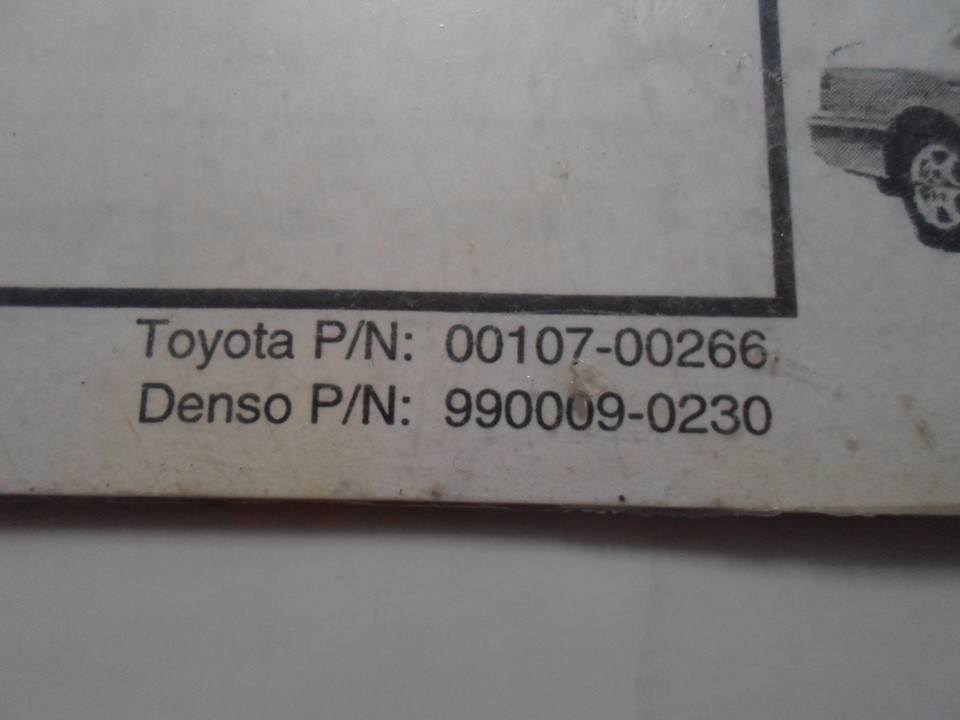 Toyota P/N: 00107-00266
Denso P/N: 990009-0230